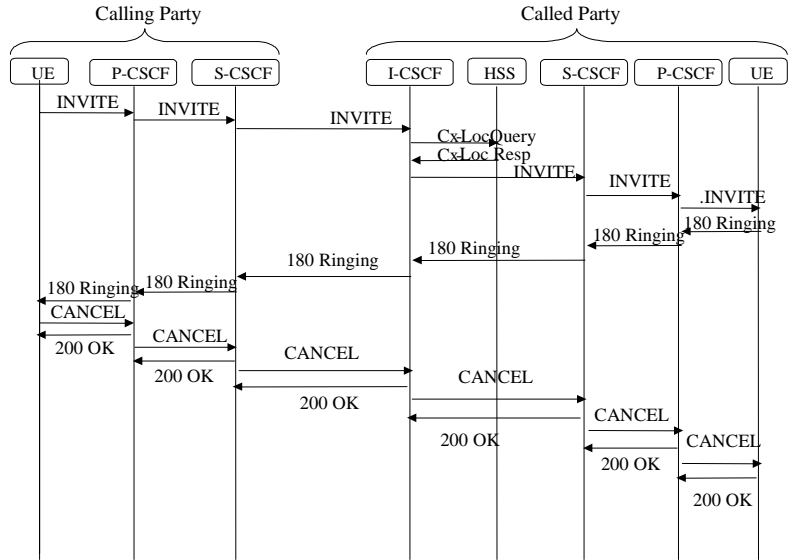 Calling Party
Called Party
UE
P-CSCF
S-CSCF
I-CSCF
HSS
S-CSCF
P-CSCF
UE
INVITE
INVITE
INVITE
Cx-LocQuery
Cx-Loc Resp
INVITE
INVITE
.INVITE
180 Ringing
180 Ringing
180 Ringing
180 Ringing
180 Ringing
180 Ringing
CANCEL
200 OK
CANCEL
200 OK
CANCEL
200 OK
CANCEL
200 OK
CANCEL
200 OK
CANCEL
200 OK